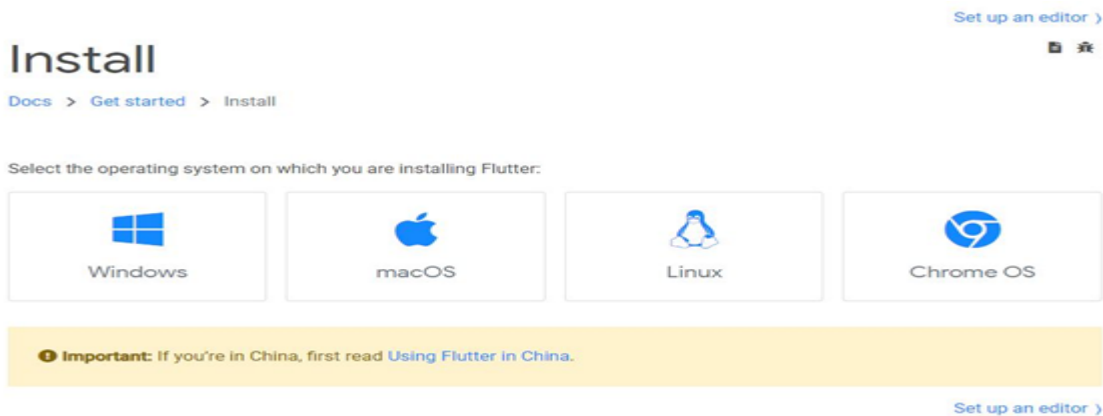 Set up an editor >
Install
Docs > Get started > Install
Select the operating system on which you are installing Flutter:
Windows
macOS
Linux
Chrome OS
Important: If you're in China, first read Using Flutter in China.
Set up an editor >